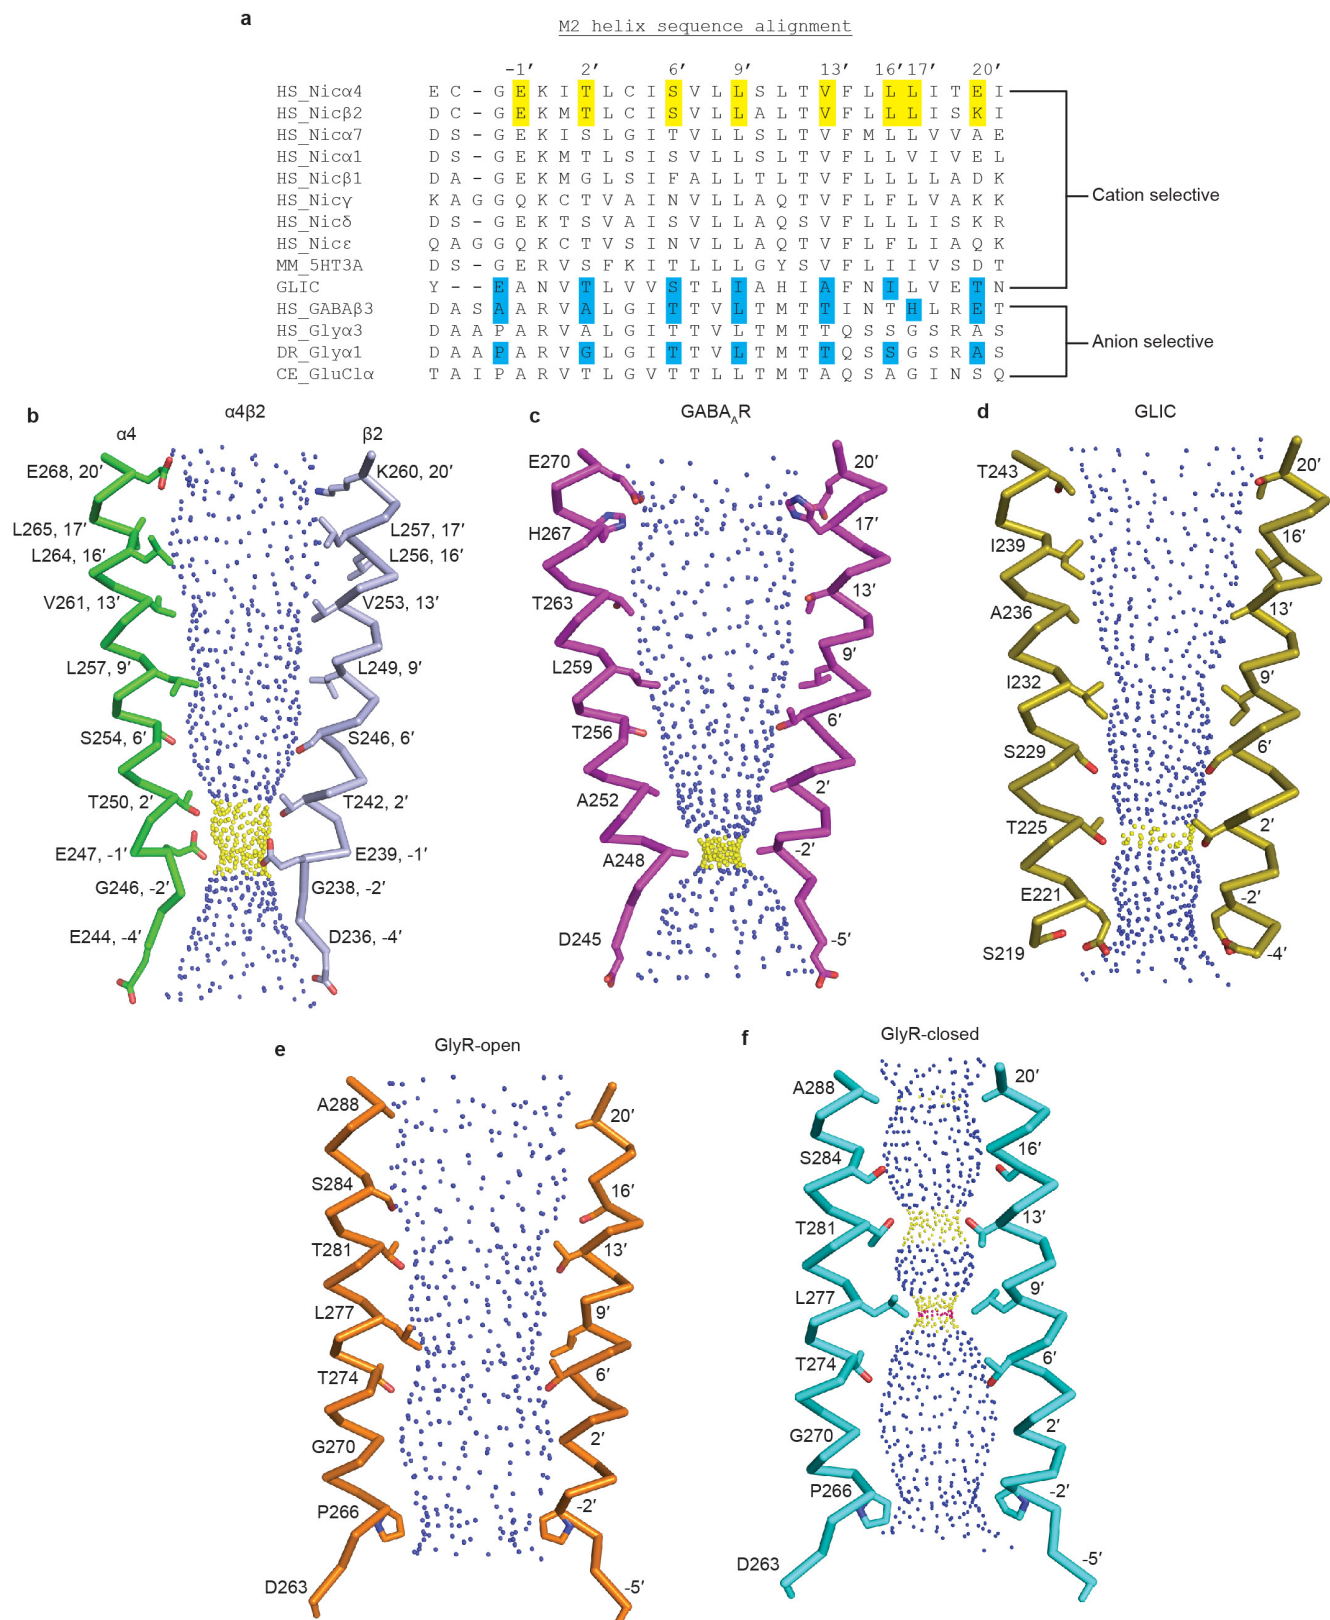 a
M2 helix sequence alignment
-1′ 2′ 6′ 9′ 13′ 16′ 17′ 20′
HS_Nicα4 E C - G E K I T L C I S V L L S L T V F L L L I T E I
HS_Nicβ2 D C - G E K M T L C I S V L L A L T V F L L L I S K I
HS_Nicα7 D S - G E K I S L G I T V L L S L T V F M L L V V A E
HS_Nicα1 D S - G E K M T L S I S V L L S L T V F L L V I V E L
HS_Nicβ1 D A - G E K M G L S I F A L L T L T V F L L L L A D K
HS_Nicγ K A G G Q K C T V A I N V L L A Q T V F L F L V A K K
HS_Nicδ D S - G E K T S V A I S V L L A Q S V F L L L I S K R
HS_Nicε Q A G G Q K C T V S I N V L L A Q T V F L F L I A Q K
MM_5HT3A D S - G E R V S F K I T L L L G Y S V F L I I V S D T
GLIC Y - - E A N V T L V V S T L I A H I A F N I L V E T N
HS_GABAβ3 D A S A A R V A L G I T T V L T M T T I N T H L R E T
HS_Glyα3 D A A P A R V A L G I T T V L T M T T Q S S G S R A S
DR_Glyα1 D A A P A R V G L G I T T V L T M T T Q S S G S R A S
CE_GluClα T A I P A R V T L G V T T L L T M T A Q S A G I N S Q
Cation selective
Anion selective
b
α4β2
α4
β2
E268, 20′
K260, 20′
L265, 17′
L257, 17′
L264, 16′
L256, 16′
V261, 13′
V253, 13′
L257, 9′
L249, 9′
S254, 6′
S246, 6′
T250, 2′
T242, 2′
E247, -1′
E239, -1′
G246, -2′
G238, -2′
E244, -4′
D236, -4′
c
GABA_A R
E270
20′
H267
17′
T263
13′
L259
9′
T256
6′
A252
2′
A248
-2′
D245
-5′
d
GLIC
T243
20′
I239
16′
A236
13′
I232
9′
S229
6′
T225
2′
E221
-2′
S219
-4′
e
GlyR-open
A288
20′
S284
16′
T281
13′
L277
9′
T274
6′
G270
2′
P266
-2′
D263
-5′
f
GlyR-closed
A288
20′
S284
16′
T281
13′
L277
9′
T274
6′
G270
2′
P266
-2′
D263
-5′